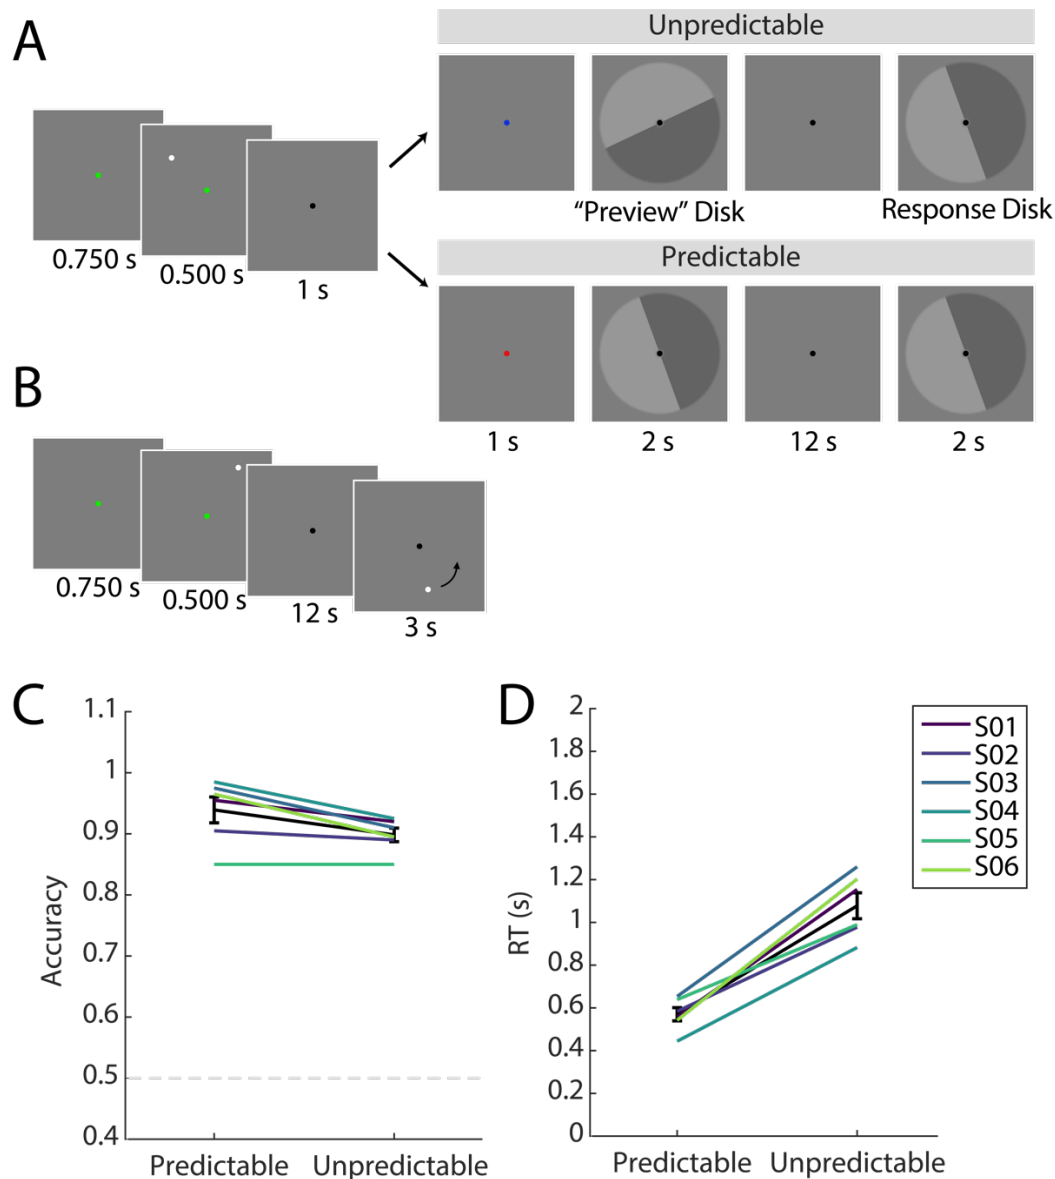 A
Unpredictable
0.750 s
0.500 s
1 s
"Preview" Disk
Response Disk
Predictable
1 s
2 s
12 s
2 s
B
0.750 s
0.500 s
12 s
3 s
C
1.1
1
0.9
0.8
0.7
0.6
0.5
0.4
Accuracy
Predictable
Unpredictable
D
2
1.8
1.6
1.4
1.2
1
0.8
0.6
0.4
0.2
0
RT (s)
Predictable
Unpredictable
S01
S02
S03
S04
S05
S06